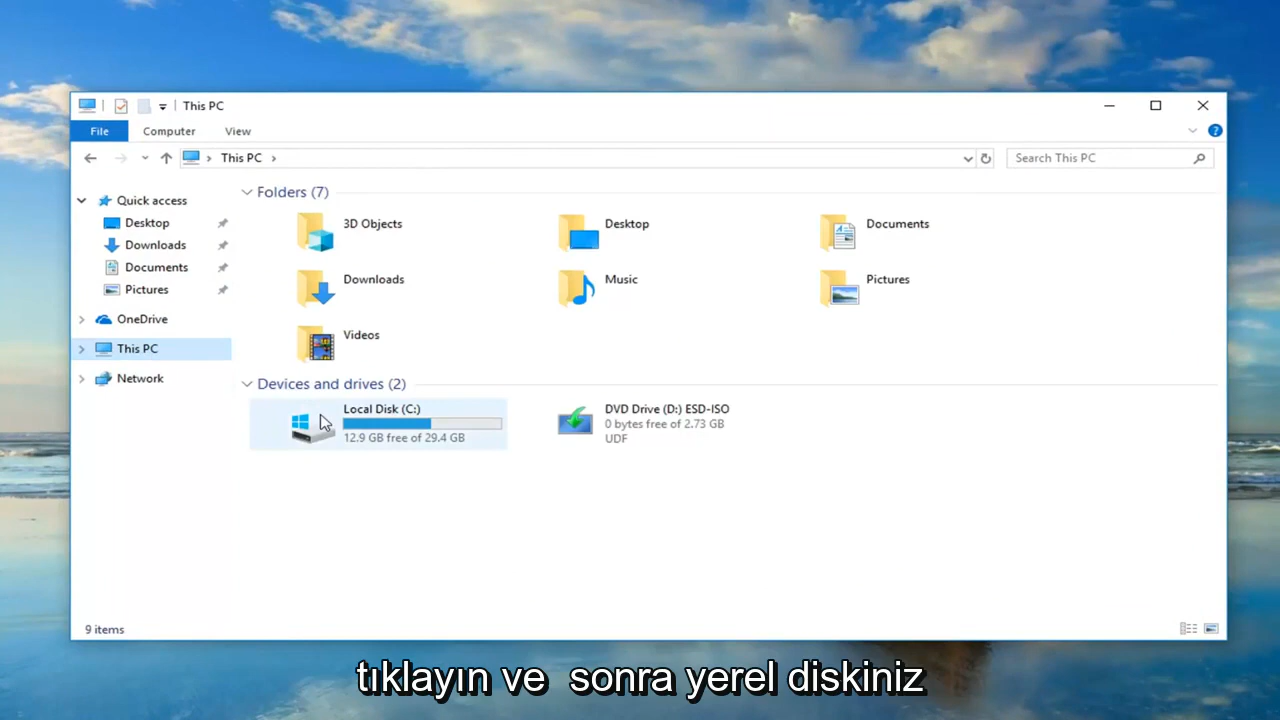 This PC
File Computer View
This PC
Search This PC
Quick access
Desktop
Downloads
Documents
Pictures
OneDrive
This PC
Network
Folders (7)
3D Objects
Desktop
Documents
Downloads
Music
Pictures
Videos
Devices and drives (2)
Local Disk (C:)
12.9 GB free of 29.4 GB
DVD Drive (D:) ESD-ISO
0 bytes free of 2.73 GB
UDF
9 items
tıklayın ve sonra yerel diskiniz